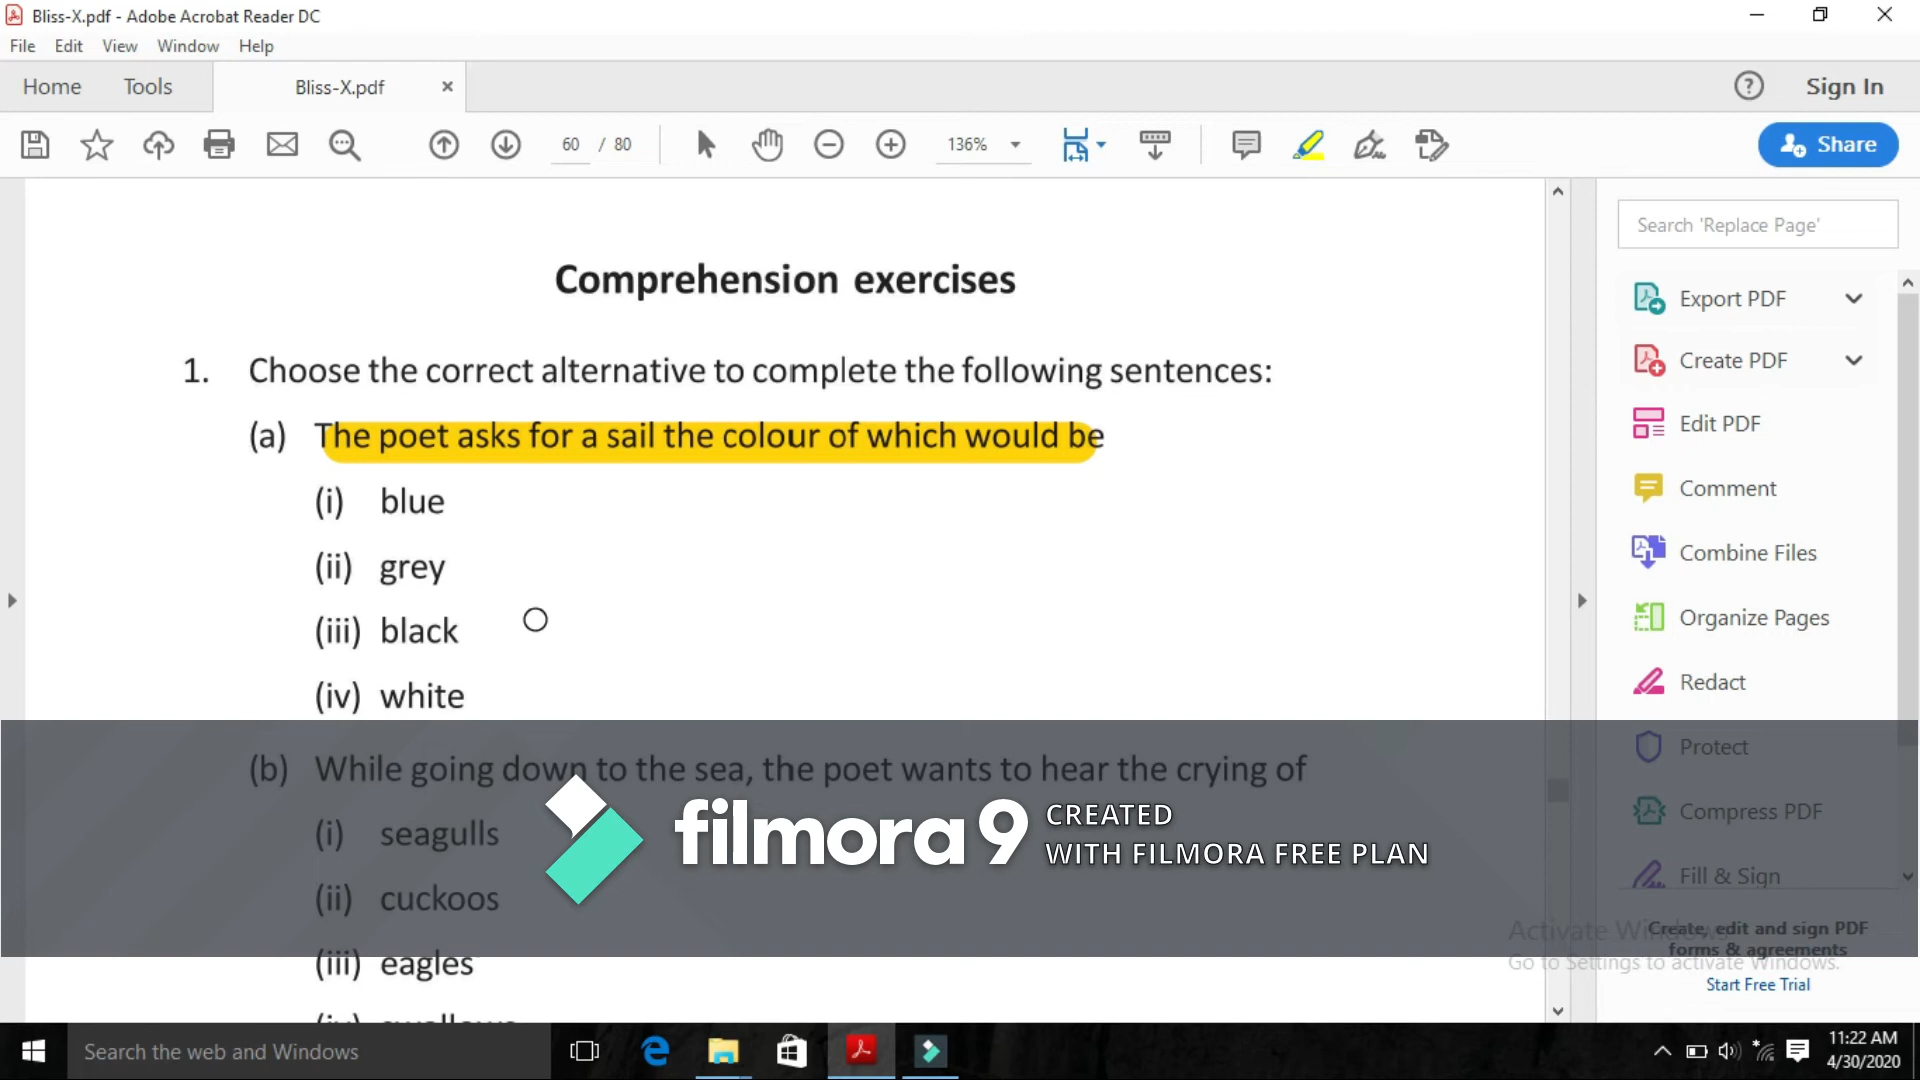 Bliss-X.pdf - Adobe Acrobat Reader DC
File Edit View Window Help
Home Tools Bliss-X.pdf × Sign In
60 / 80 136% Share
Search 'Replace Page'
Comprehension exercises
Export PDF
1. Choose the correct alternative to complete the following sentences:
Create PDF
(a) The poet asks for a sail the colour of which would be
Edit PDF
(i) blue
Comment
(ii) grey
Combine Files
(iii) black
Organize Pages
(iv) white
Redact
(b) While going down to the sea, the poet wants to hear the crying of
Protect
(i) seagulls
Compress PDF
filmora9 CREATED
WITH FILMORA FREE PLAN
(ii) cuckoos
Fill & Sign
(iii) eagles
Activate Windows
Go to Settings to activate Windows.
Create, edit and sign PDF
forms & agreements
Start Free Trial
(iv) swallows
Search the web and Windows
11:22 AM
4/30/2020